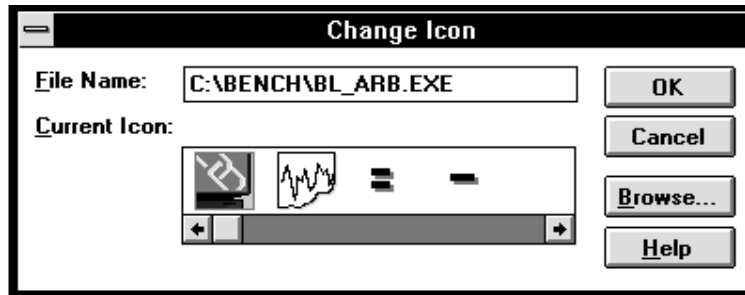 Change Icon
File Name:
C:\BENCH\BL_ARB.EXE
OK
Current Icon:
Cancel
Browse...
Help